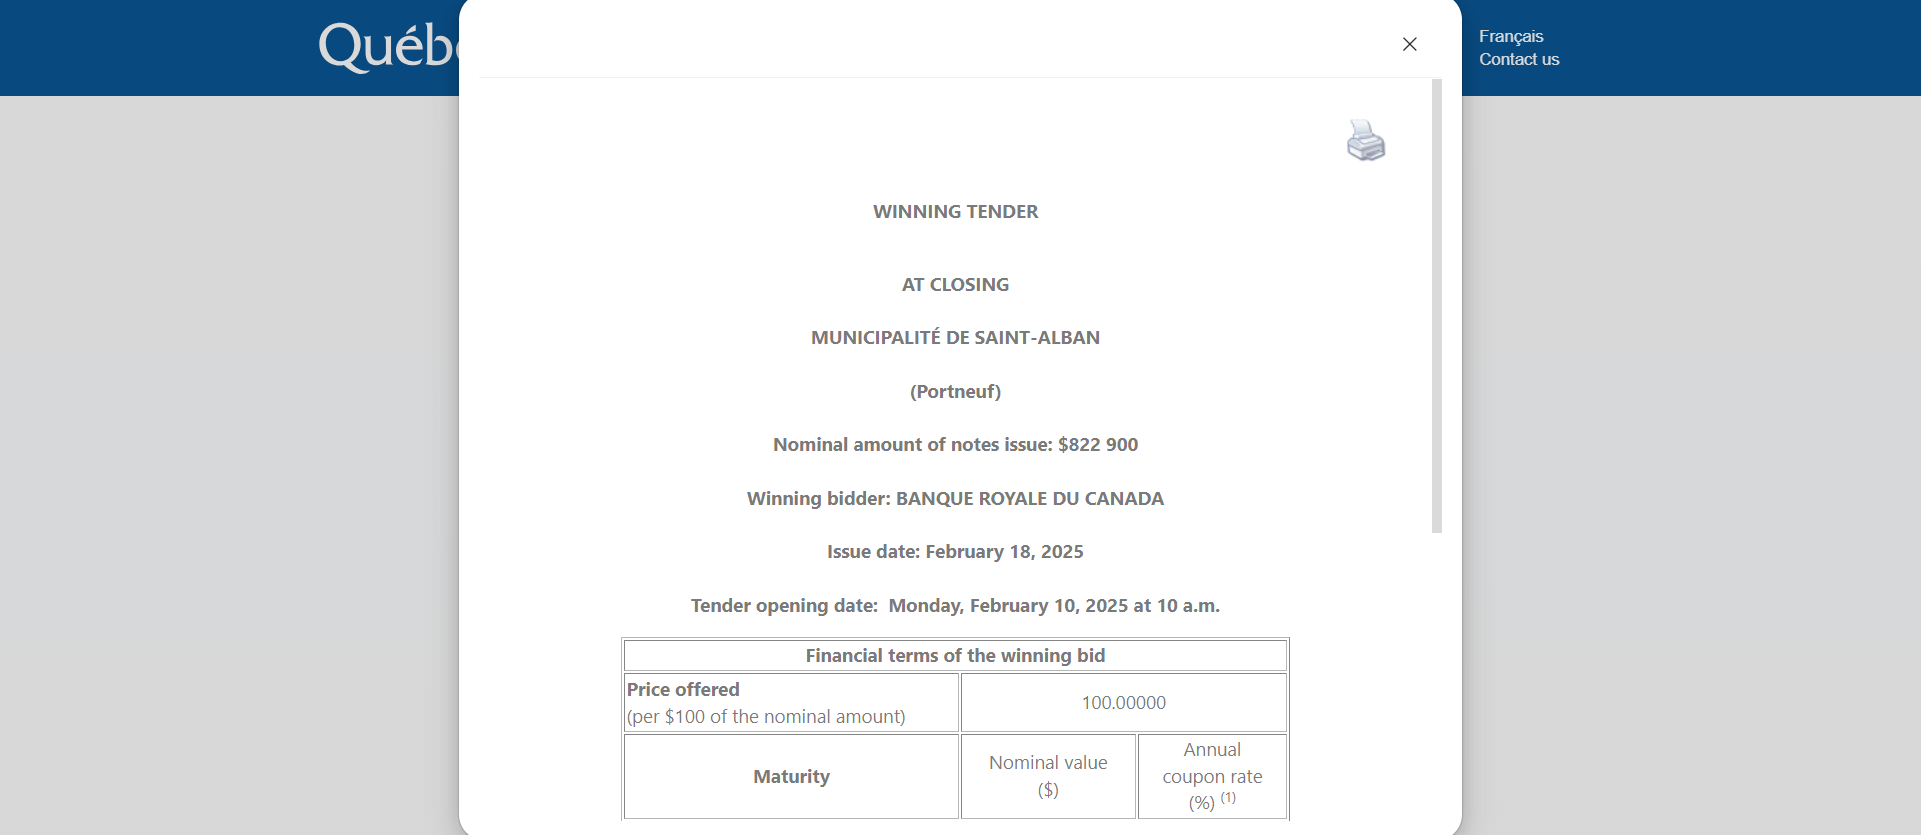 Français
Contact us
WINNING TENDER
AT CLOSING
MUNICIPALITÉ DE SAINT-ALBAN
(Portneuf)
Nominal amount of notes issue: $822 900
Winning bidder: BANQUE ROYALE DU CANADA
Issue date: February 18, 2025
Tender opening date: Monday, February 10, 2025 at 10 a.m.
Financial terms of the winning bid
Price offered
(per $100 of the nominal amount)
100.00000
Maturity
Nominal value
($)
Annual
coupon rate
(%) (1)